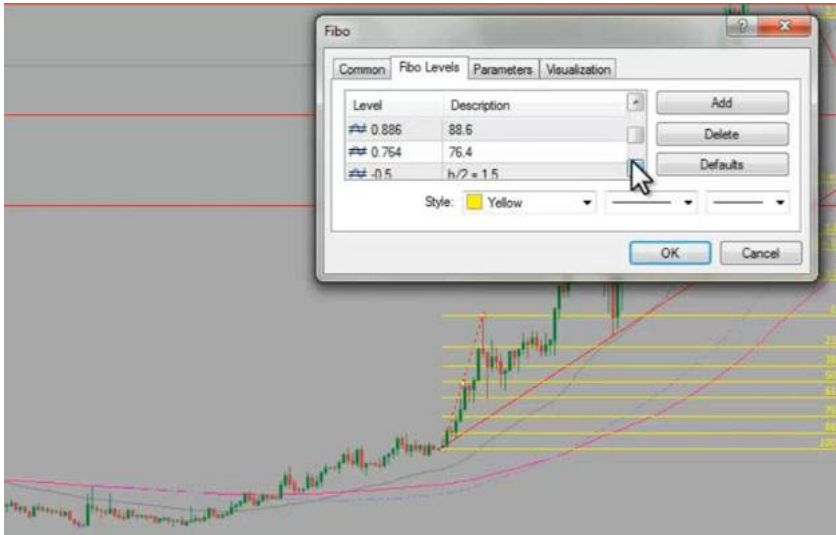 Fibo
Common Fibo Levels Parameters Visualization
Level Description
0.886 88.6
0.764 76.4
-0.5 h/2 = 1.5
Add
Delete
Defaults
Style: Yellow
OK Cancel